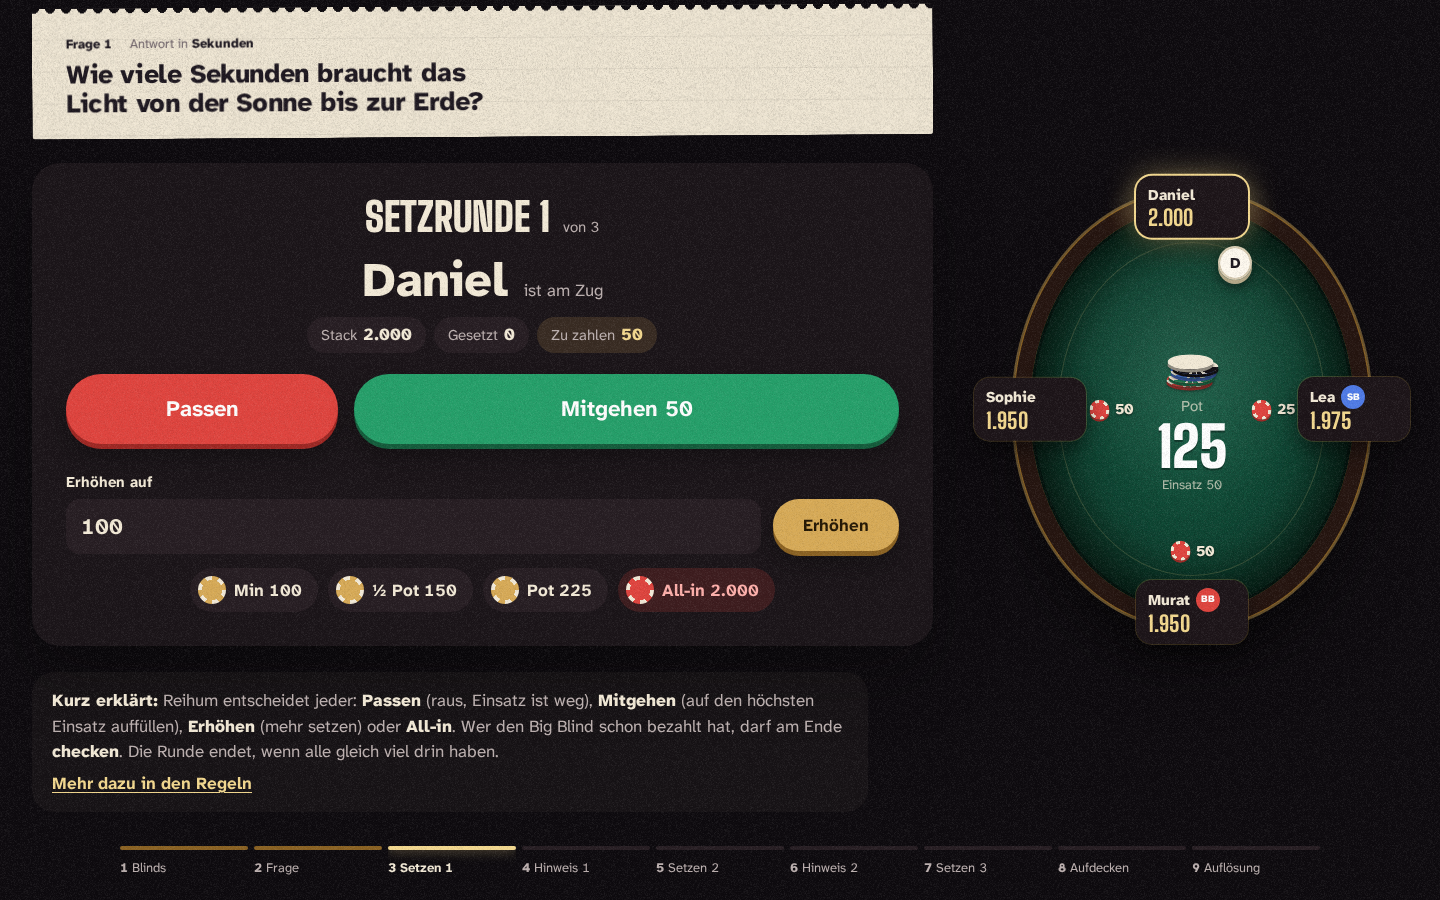 Frage 1 Antwort in Sekunden
Wie viele Sekunden braucht das
Licht von der Sonne bis zur Erde?
SETZRUNDE 1 von 3
Daniel ist am Zug
Stack 2.000 Gesetzt 0 Zu zahlen 50
Passen Mitgehen 50
Erhöhen auf
100 Erhöhen
Min 100 ½ Pot 150 Pot 225 All-in 2.000
Daniel
2.000
D
Sophie
1.950
50
Pot
125
Einsatz 50
25
Lea SB
1.975
50
Murat BB
1.950
Kurz erklärt: Reihum entscheidet jeder: Passen (raus, Einsatz ist weg), Mitgehen (auf den höchsten
Einsatz auffüllen), Erhöhen (mehr setzen) oder All-in. Wer den Big Blind schon bezahlt hat, darf am Ende
checken. Die Runde endet, wenn alle gleich viel drin haben.
Mehr dazu in den Regeln
1 Blinds 2 Frage 3 Setzen 1 4 Hinweis 1 5 Setzen 2 6 Hinweis 2 7 Setzen 3 8 Aufdecken 9 Auflösung